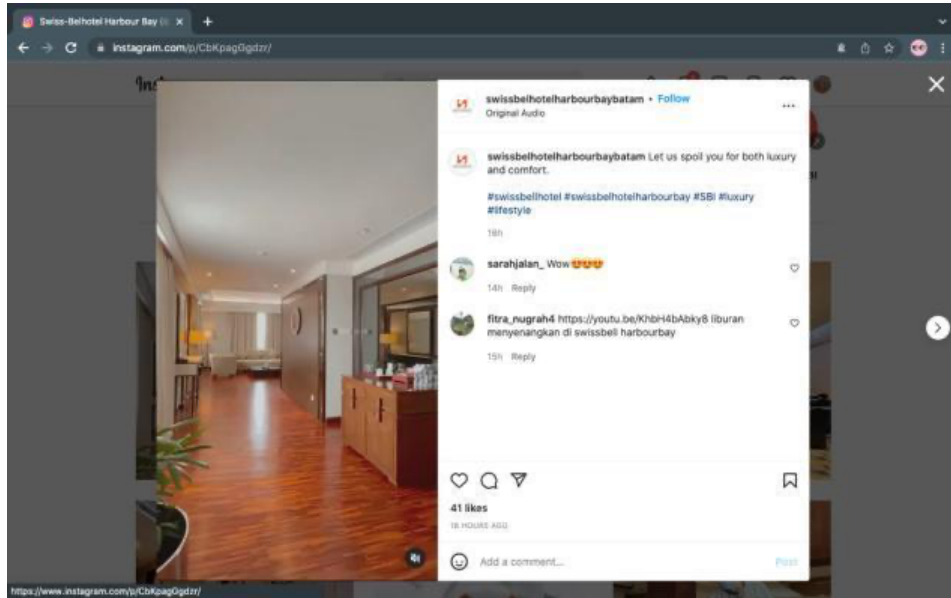 Swiss-Belhotel Harbour Bay
instagram.com/p/CbKpagGgdzr/
swissbelhotelharbourbaybatam • Follow
Original Audio
swissbelhotelharbourbaybatam Let us spoil you for both luxury
and comfort.
#swissbellhotel #swissbelhotelharbourbay #SBI #luxury
#lifestyle
18h
sarahjalan_ Wow😍😍😍
14h Reply
fitra_nugrah4 https://youtu.be/KhbH4bAbky8 liburan
menyenangkan di swissbell harbourbay
15h Reply
41 likes
18 HOURS AGO
Add a comment...
Post
https://www.instagram.com/p/CbKpagGgdzr/